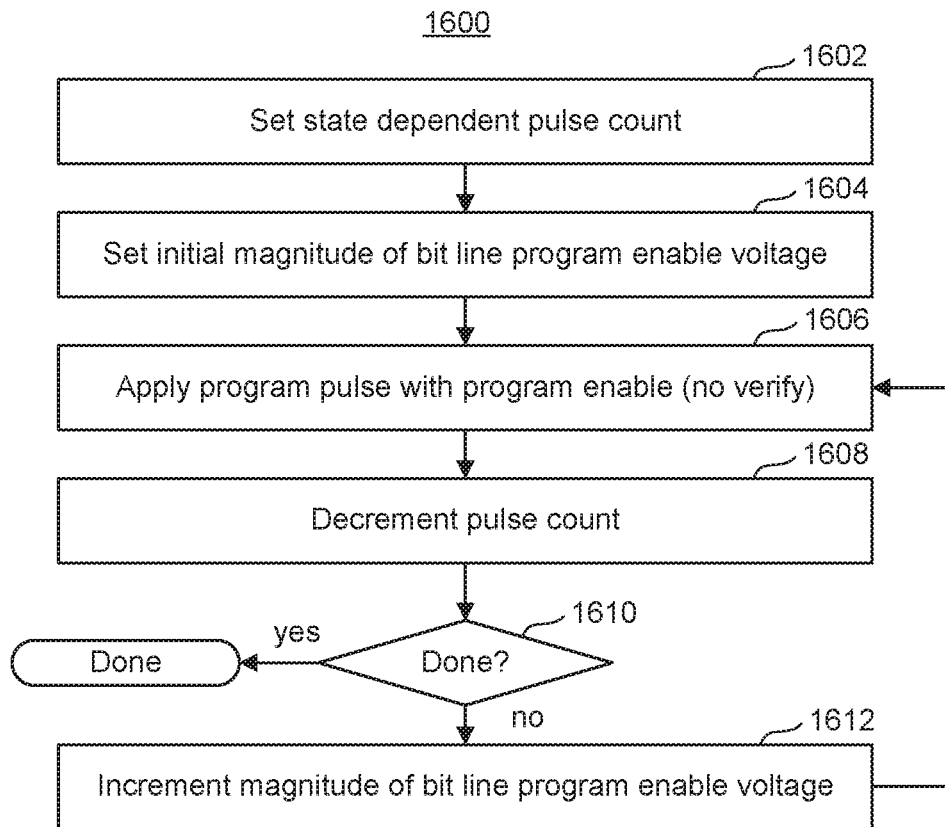 1600
1602
Set state dependent pulse count
1604
Set initial magnitude of bit line program enable voltage
1606
Apply program pulse with program enable (no verify)
1608
Decrement pulse count
1610
yes
Done
Done?
no
1612
Increment magnitude of bit line program enable voltage